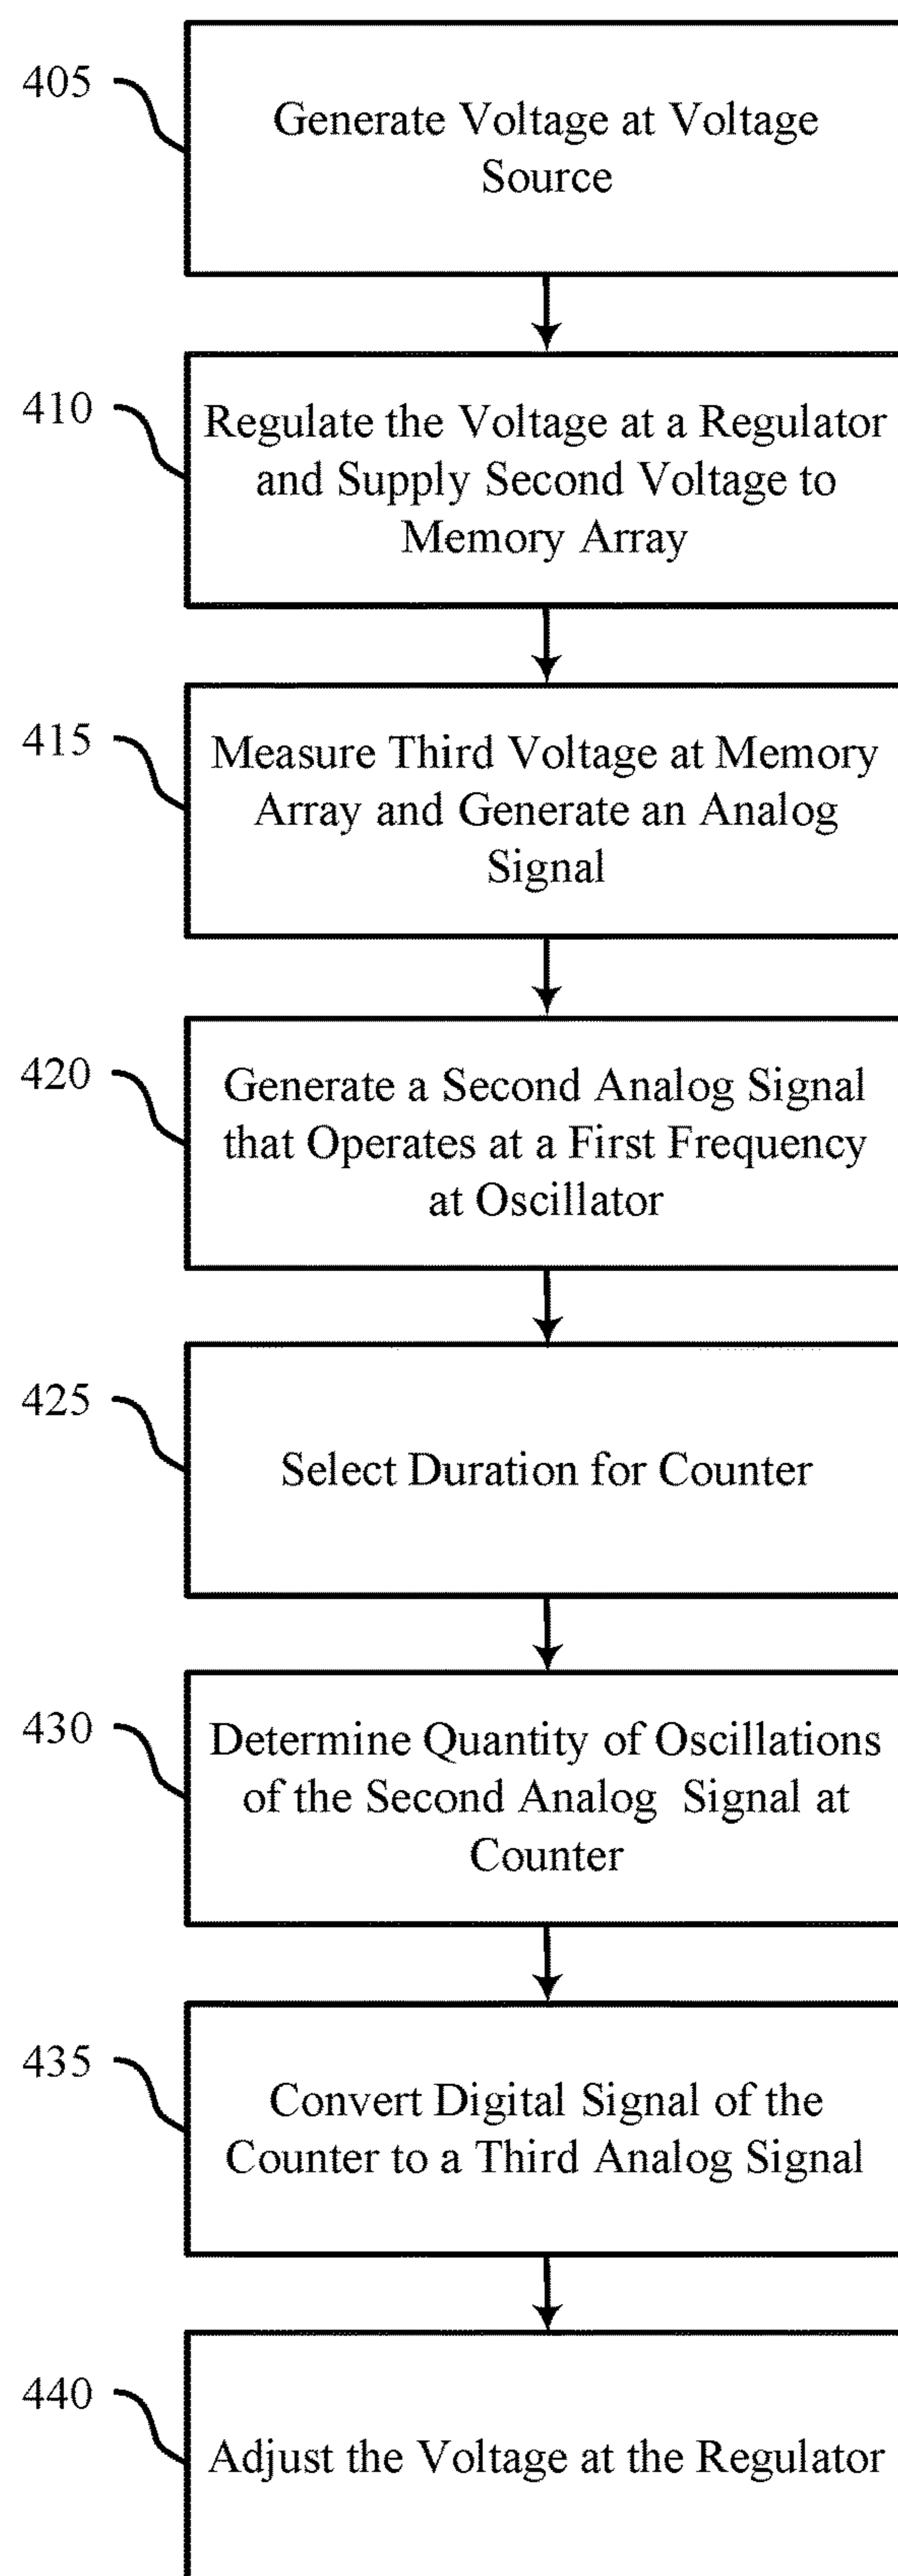 405
Generate Voltage at Voltage
Source
410
Regulate the Voltage at a Regulator
and Supply Second Voltage to
Memory Array
415
Measure Third Voltage at Memory
Array and Generate an Analog
Signal
420
Generate a Second Analog Signal
that Operates at a First Frequency
at Oscillator
425
Select Duration for Counter
430
Determine Quantity of Oscillations
of the Second Analog Signal at
Counter
435
Convert Digital Signal of the
Counter to a Third Analog Signal
440
Adjust the Voltage at the Regulator